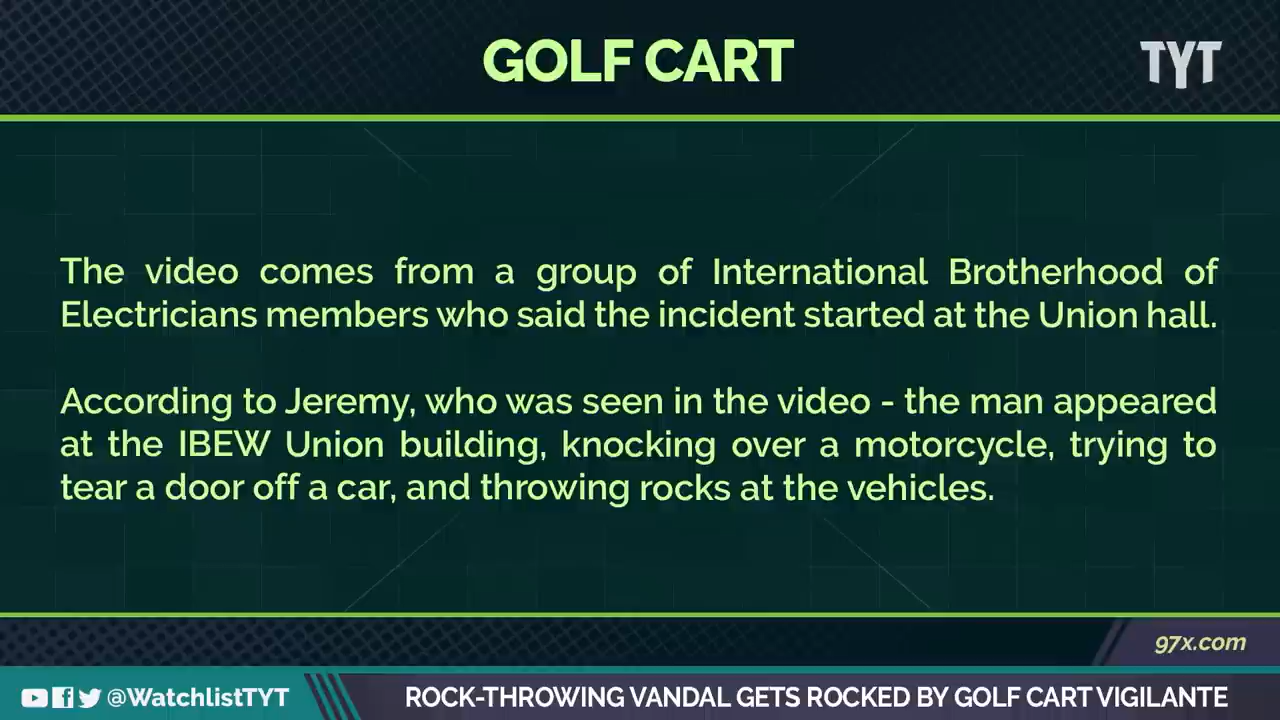 GOLF CART
TYT
The video comes from a group of International Brotherhood of
Electricians members who said the incident started at the Union hall.
According to Jeremy, who was seen in the video - the man appeared
at the IBEW Union building, knocking over a motorcycle, trying to
tear a door off a car, and throwing rocks at the vehicles.
97x.com
@WatchlistTYT
ROCK-THROWING VANDAL GETS ROCKED BY GOLF CART VIGILANTE